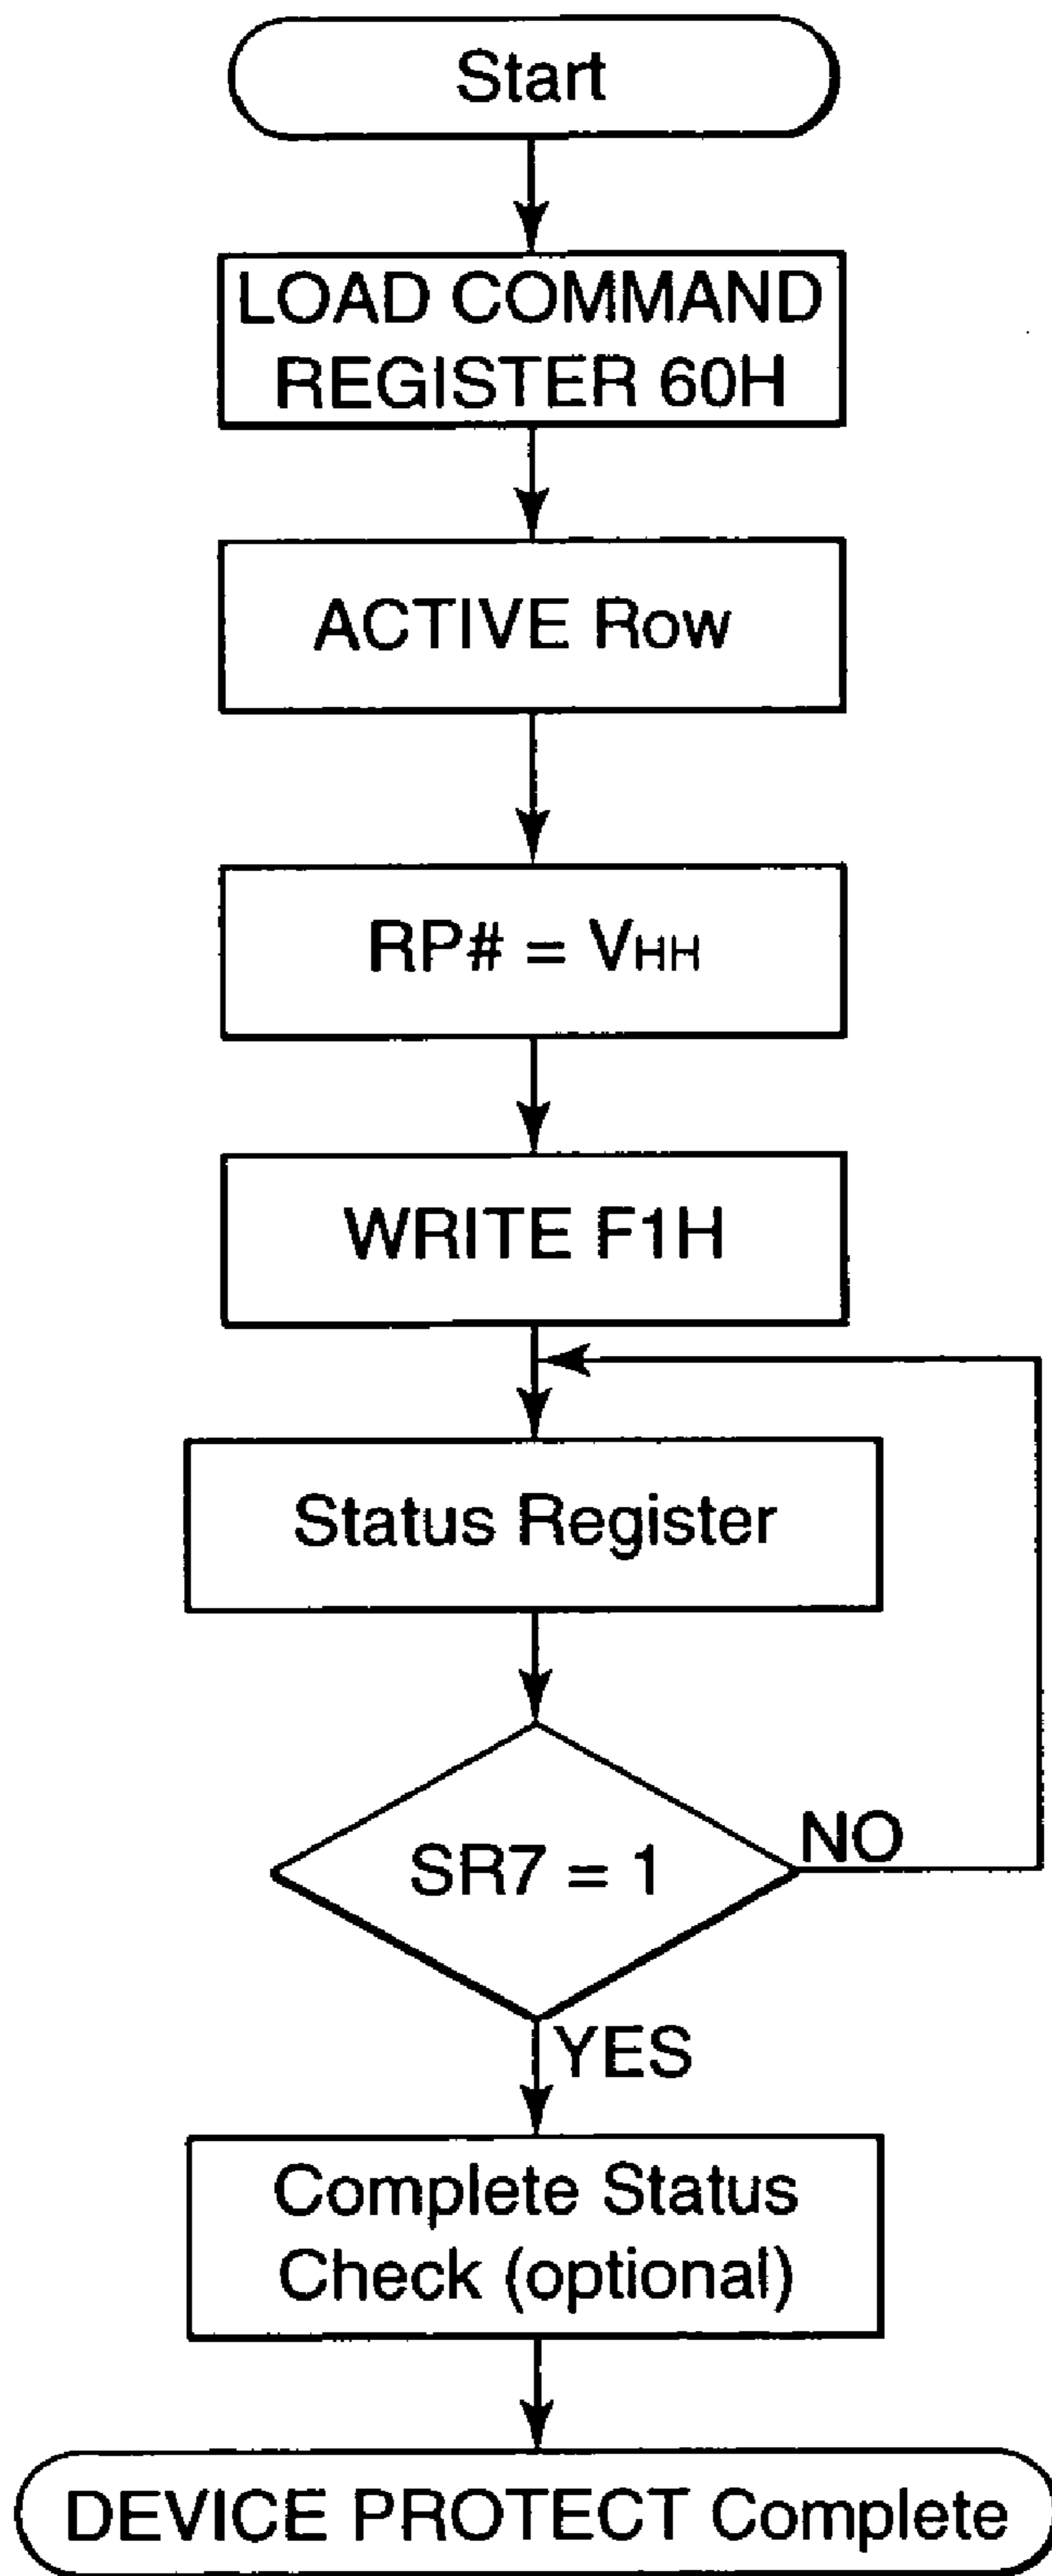 Start
LOAD COMMAND
REGISTER 60H
ACTIVE Row
RP# = VHH
WRITE F1H
Status Register
SR7 = 1
NO
YES
Complete Status
Check (optional)
DEVICE PROTECT Complete